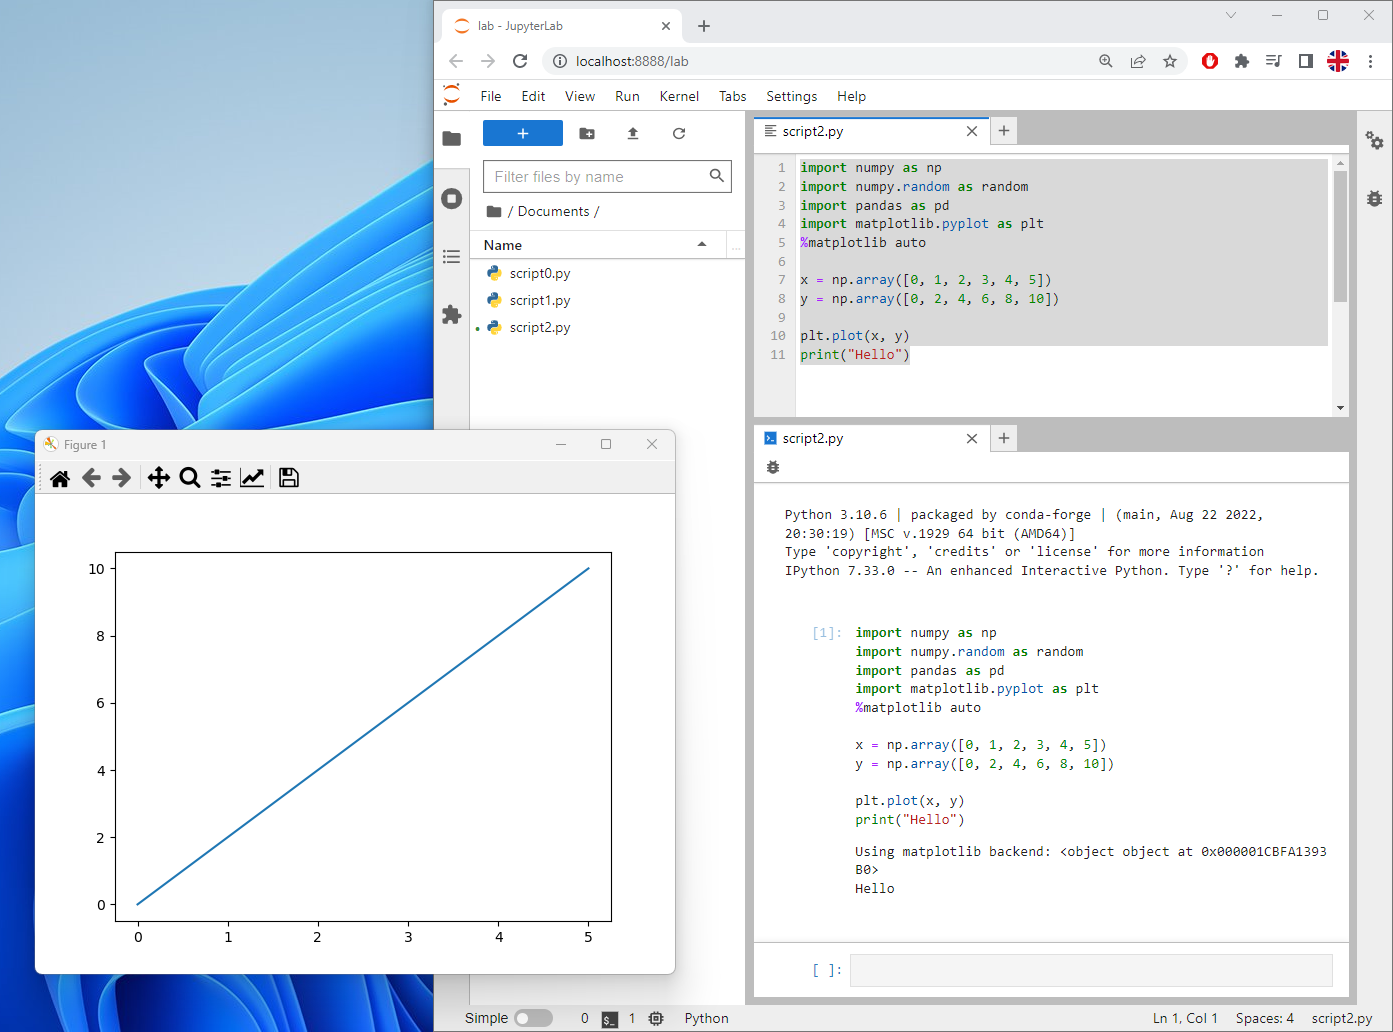 lab - JupyterLab
localhost:8888/lab
File Edit View Run Kernel Tabs Settings Help
Filter files by name
/ Documents /
Name
...
script0.py
script1.py
script2.py
script2.py
1 import numpy as np
2 import numpy.random as random
3 import pandas as pd
4 import matplotlib.pyplot as plt
5 %matplotlib auto
6
7 x = np.array([0, 1, 2, 3, 4, 5])
8 y = np.array([0, 2, 4, 6, 8, 10])
9
10 plt.plot(x, y)
11 print("Hello")
Figure 1
10
8
6
4
2
0
0 1 2 3 4 5
script2.py
Python 3.10.6 | packaged by conda-forge | (main, Aug 22 2022,
20:30:19) [MSC v.1929 64 bit (AMD64)]
Type 'copyright', 'credits' or 'license' for more information
IPython 7.33.0 -- An enhanced Interactive Python. Type '?' for help.
[1]: import numpy as np
import numpy.random as random
import pandas as pd
import matplotlib.pyplot as plt
%matplotlib auto
x = np.array([0, 1, 2, 3, 4, 5])
y = np.array([0, 2, 4, 6, 8, 10])
plt.plot(x, y)
print("Hello")
Using matplotlib backend: <object object at 0x000001CBFA1393
B0>
Hello
[ ]:
Simple 0 $_ 1 Python Ln 1, Col 1 Spaces: 4 script2.py